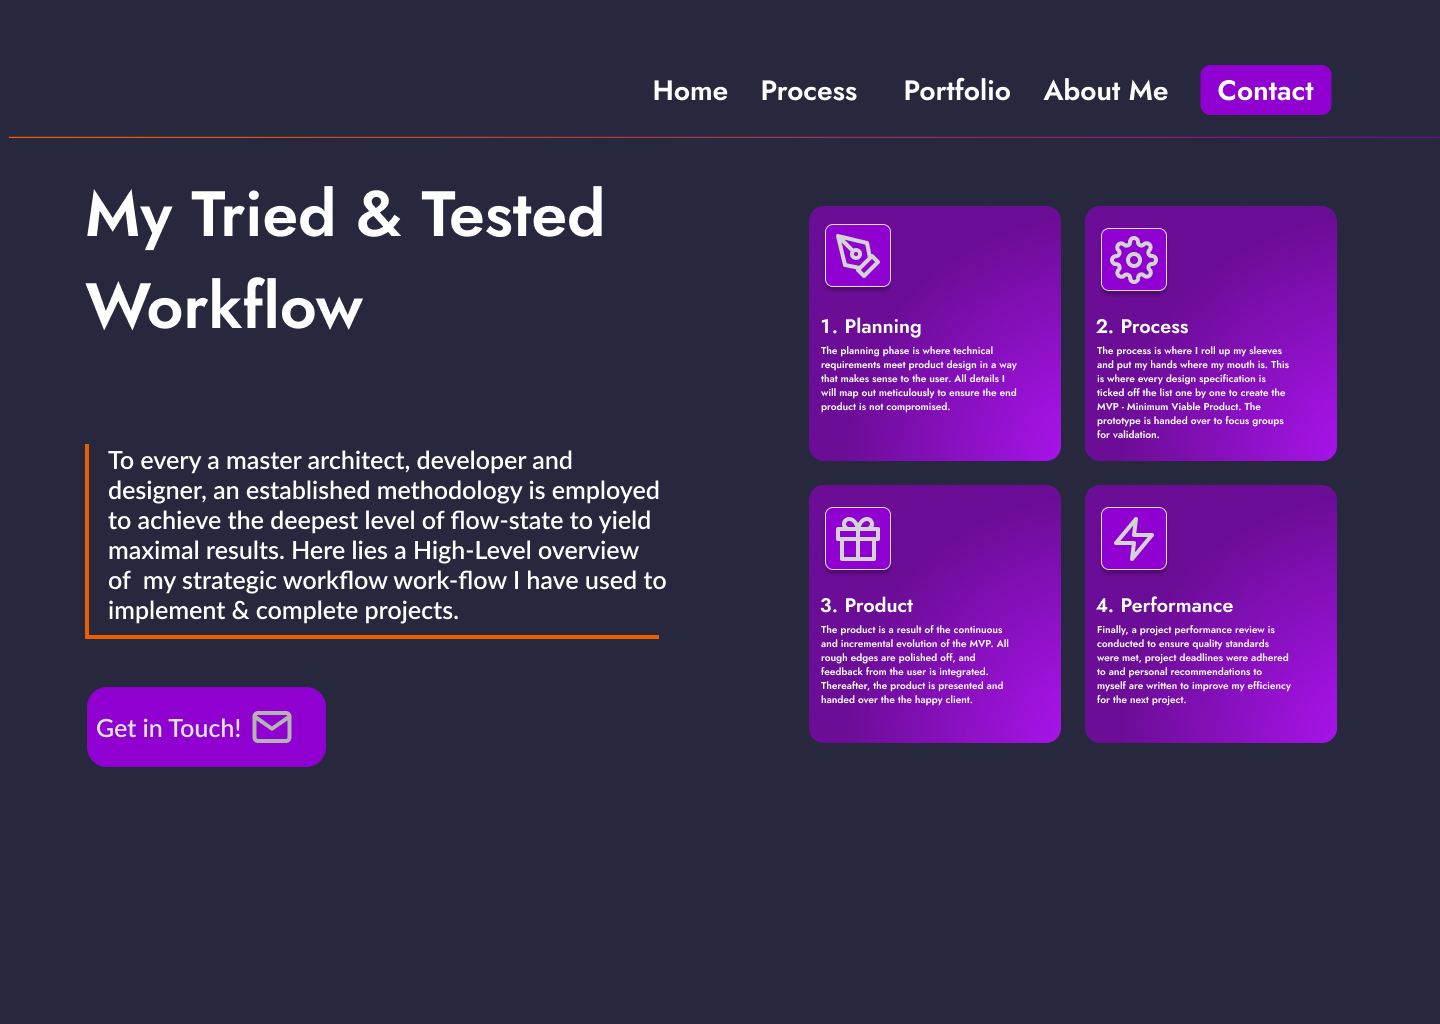 Home Process Portfolio About Me Contact
My Tried & Tested
Workflow
To every a master architect, developer and
designer, an established methodology is employed
to achieve the deepest level of flow-state to yield
maximal results. Here lies a High-Level overview
of  my strategic workflow work-flow I have used to
implement & complete projects.
Get in Touch!
1. Planning
The planning phase is where technical
requirements meet product design in a way
that makes sense to the user. All details I
will map out meticulously to ensure the end
product is not compromised.
2. Process
The process is where I roll up my sleeves
and put my hands where my mouth is. This
is where every design specification is
ticked off the list one by one to create the
MVP - Minimum Viable Product. The
prototype is handed over to focus groups
for validation.
3. Product
The product is a result of the continuous
and incremental evolution of the MVP. All
rough edges are polished off, and
feedback from the user is integrated.
Thereafter, the product is presented and
handed over the the happy client.
4. Performance
Finally, a project performance review is
conducted to ensure quality standards
were met, project deadlines were adhered
to and personal recommendations to
myself are written to improve my efficiency
for the next project.